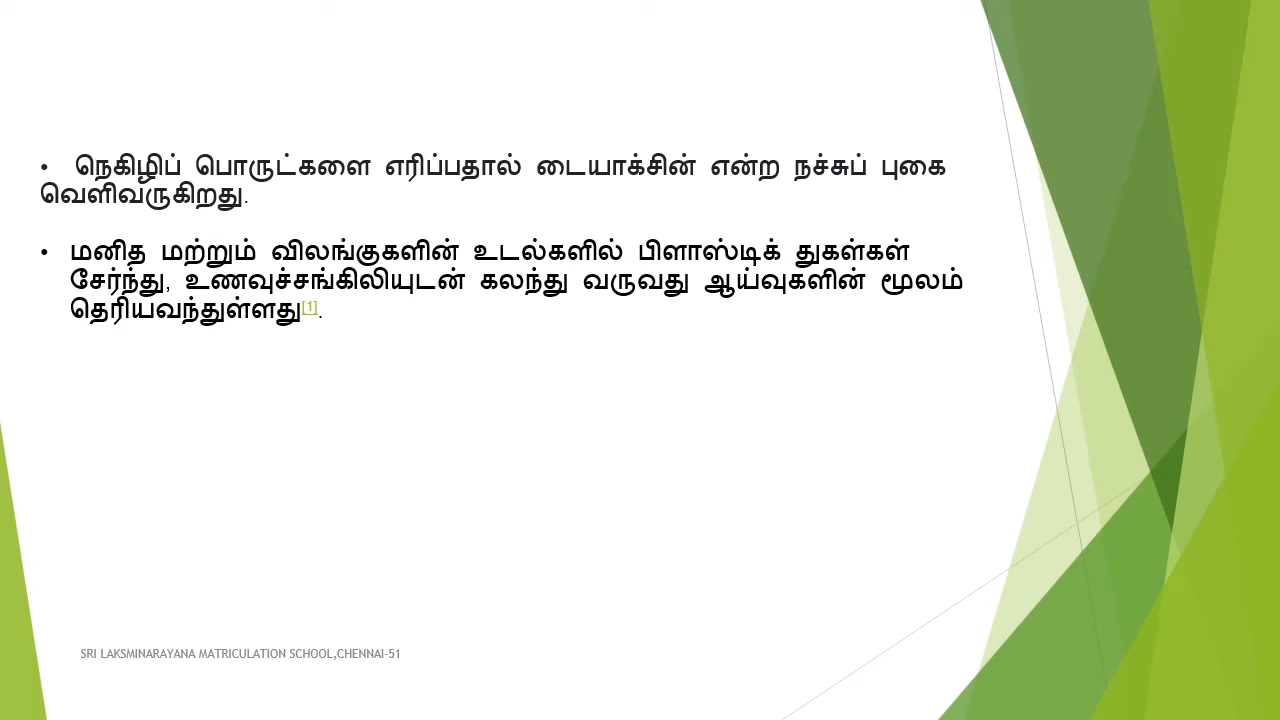 • நெகிழிப் பொருட்களை எரிப்பதால் டையாக்சின் என்ற நச்சுப் புகை
வெளிவருகிறது.
• மனித மற்றும் விலங்குகளின் உடல்களில் பிளாஸ்டிக் துகள்கள்
சேர்ந்து, உணவுச்சங்கிலியுடன் கலந்து வருவது ஆய்வுகளின் மூலம்
தெரியவந்துள்ளது[1].
SRI LAKSMINARAYANA MATRICULATION SCHOOL,CHENNAI-51